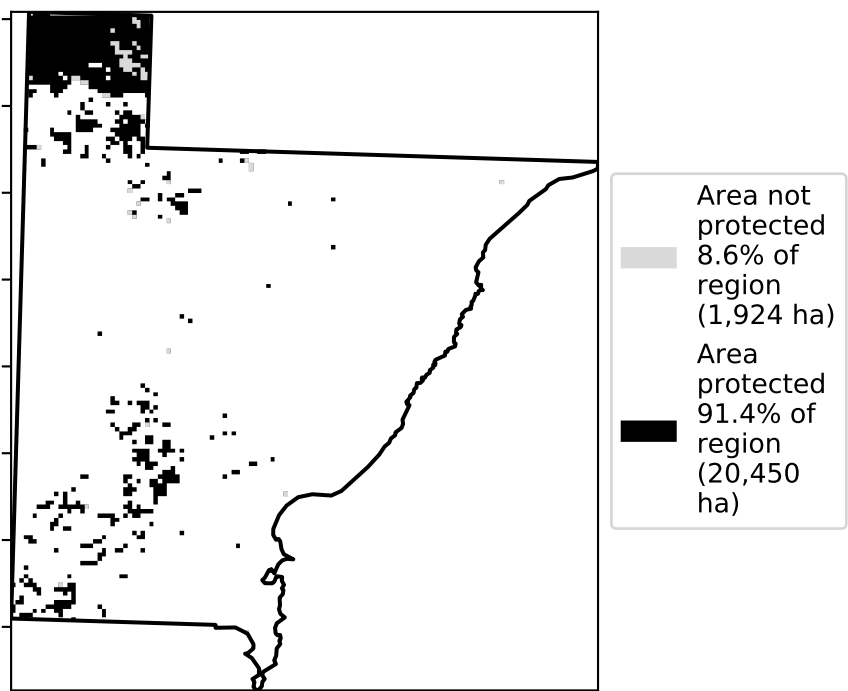 Area not
protected
8.6% of
region
(1,924 ha)
Area
protected
91.4% of
region
(20,450
ha)